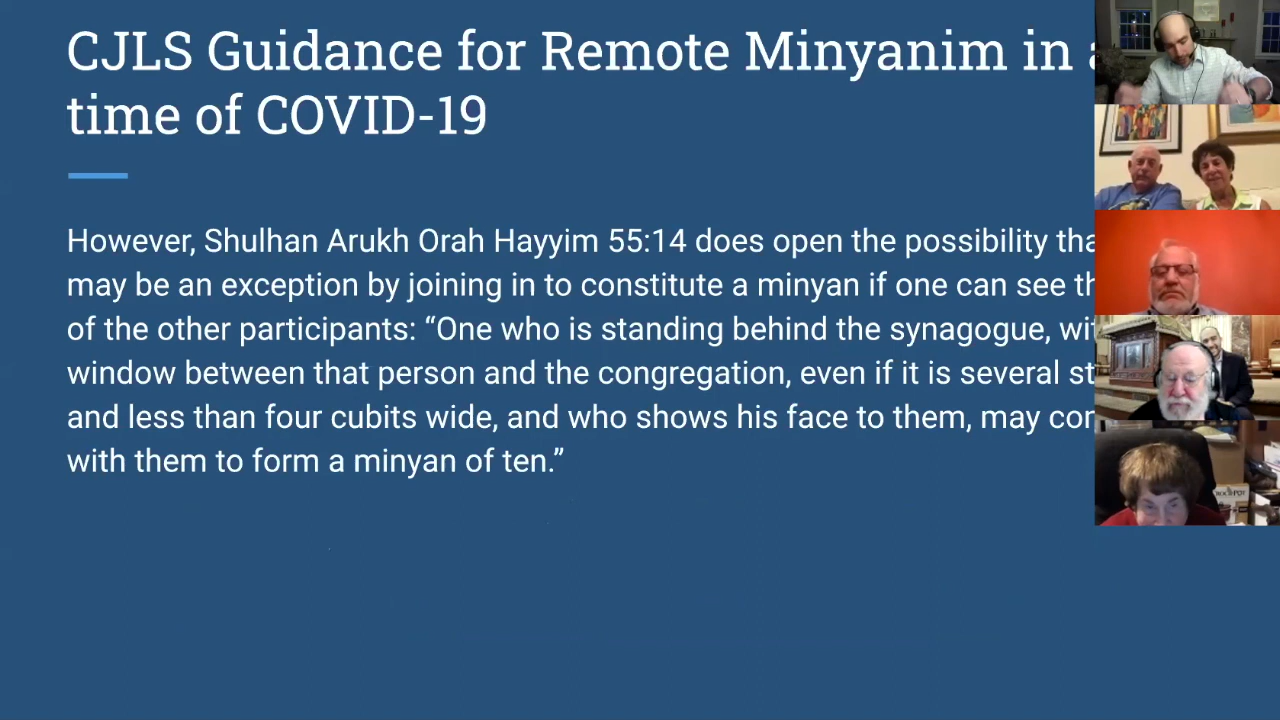 CJLS Guidance for Remote Minyanim in
time of COVID-19
However, Shulhan Arukh Orah Hayyim 55:14 does open the possibility
may be an exception by joining in to constitute a minyan if one can see
of the other participants: “One who is standing behind the synagogue,
window between that person and the congregation, even if it is several
and less than four cubits wide, and who shows his face to them, may
with them to form a minyan of ten.”